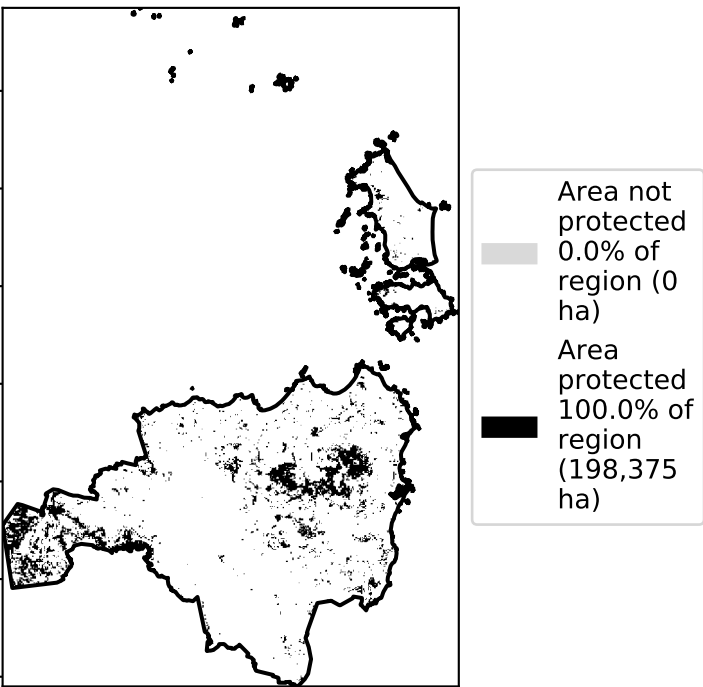 Area not
protected
0.0% of
region (0
ha)
Area
protected
100.0% of
region
(198,375
ha)